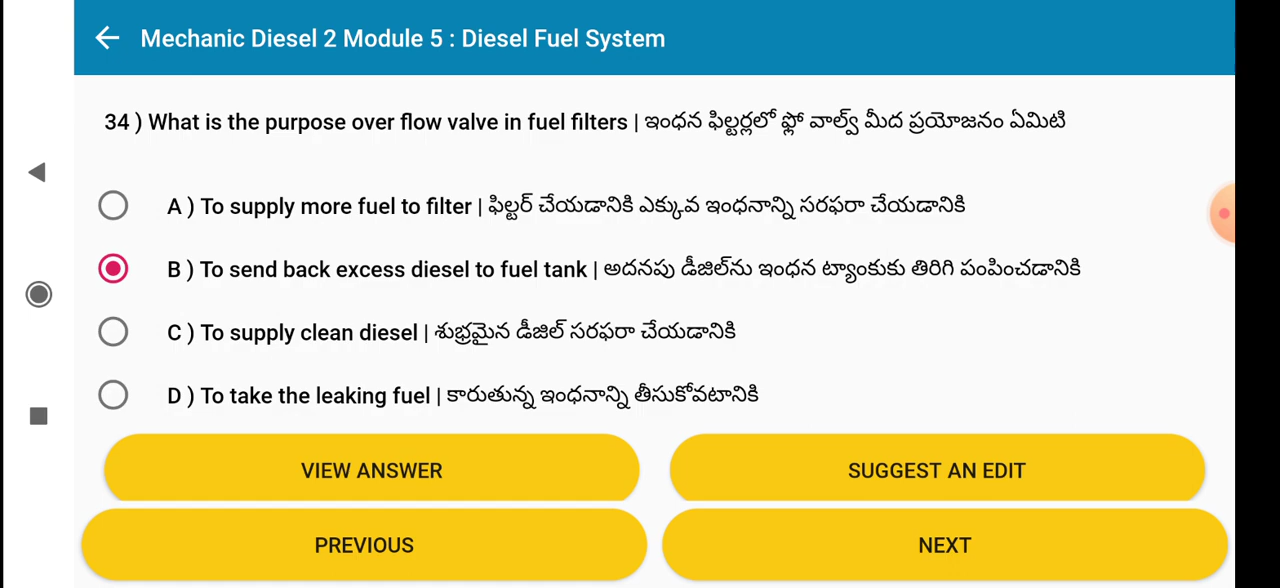 Mechanic Diesel 2 Module 5 : Diesel Fuel System
34 ) What is the purpose over flow valve in fuel filters | ఇంధన ఫిల్టర్లలో ఫ్లో వాల్వ్ మీద ప్రయోజనం ఏమిటి
A ) To supply more fuel to filter | ఫిల్టర్ చేయడానికి ఎక్కువ ఇంధనాన్ని సరఫరా చేయడానికి
B ) To send back excess diesel to fuel tank | అదనపు డీజిల్‌ను ఇంధన ట్యాంకుకు తిరిగి పంపించడానికి
C ) To supply clean diesel | శుభ్రమైన డీజిల్ సరఫరా చేయడానికి
D ) To take the leaking fuel | కారుతున్న ఇంధనాన్ని తీసుకోవటానికి
VIEW ANSWER
SUGGEST AN EDIT
PREVIOUS
NEXT